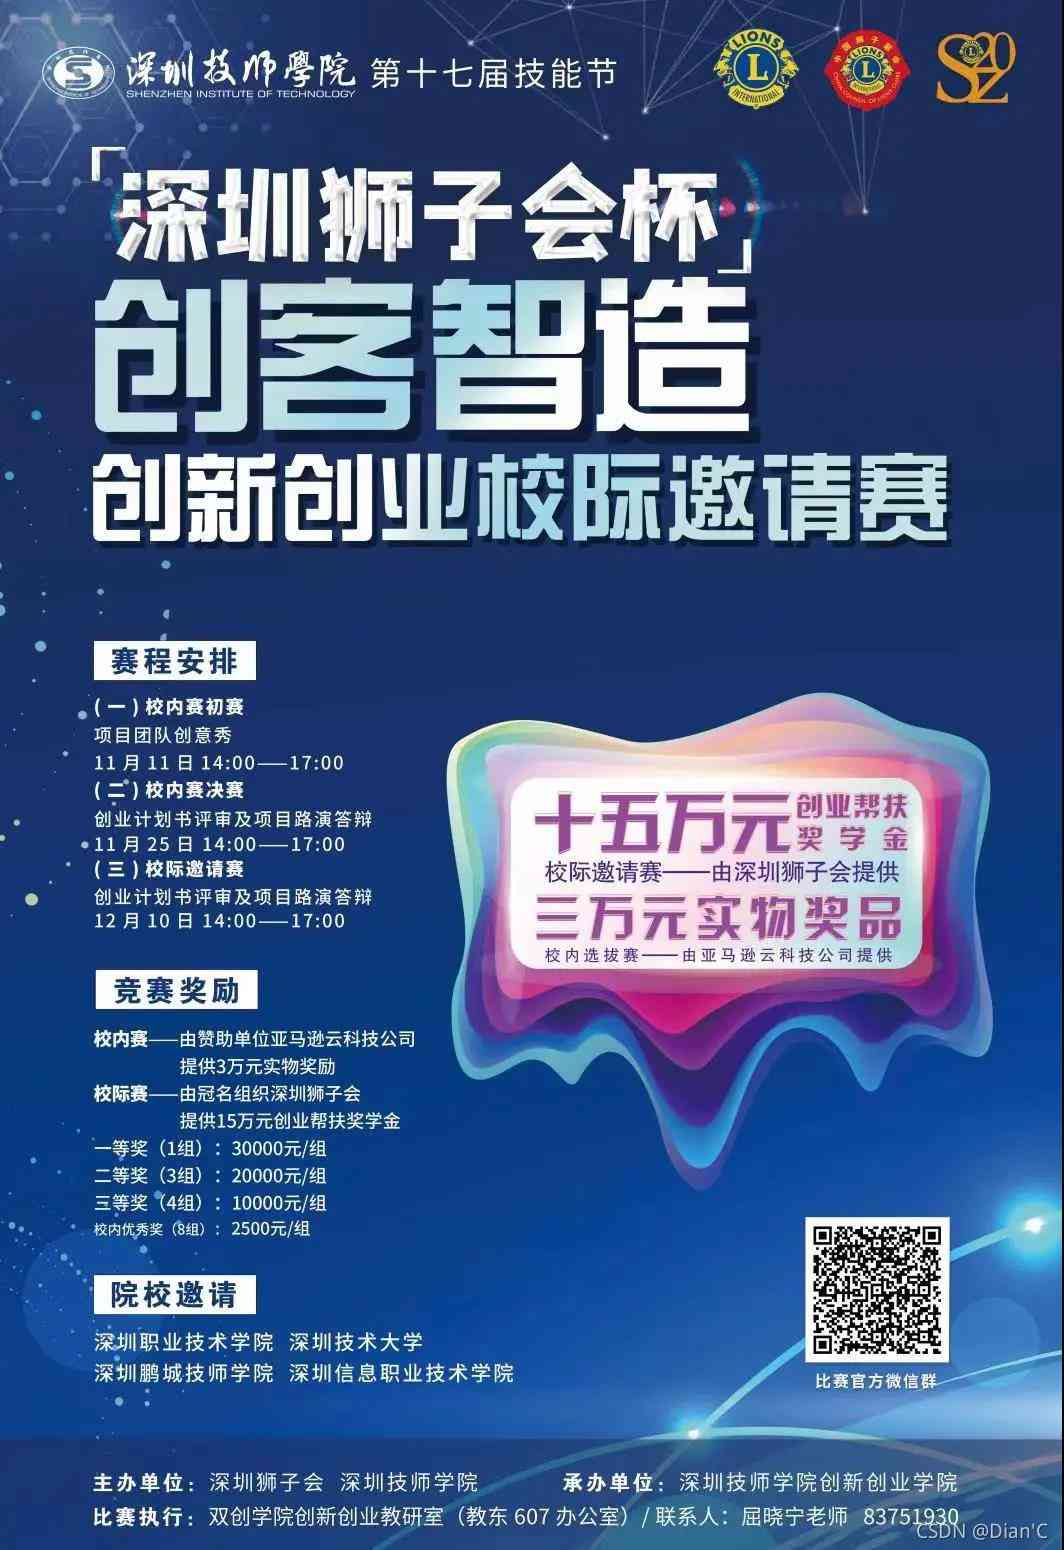 深圳技师學院 第十七届技能节
SHENZHEN INSTITUTE OF TECHNOLOGY
LIONS
L
INTERNATIONAL
L
「深圳狮子会杯」
创客智造
创新创业校际邀请赛
赛程安排
(一)校内赛初赛
项目团队创意秀
11月11日14:00——17:00
(二)校内赛决赛
创业计划书评审及项目路演答辩
11月25日14:00——17:00
(三)校际邀请赛
创业计划书评审及项目路演答辩
12月10日14:00——17:00
十五万元创业帮扶奖学金
校际邀请赛——由深圳狮子会提供
三万元实物奖品
校内选拔赛——由亚马逊云科技公司提供
竞赛奖励
校内赛——由赞助单位亚马逊云科技公司
提供3万元实物奖励
校际赛——由冠名组织深圳狮子会
提供15万元创业帮扶奖学金
一等奖（1组）：30000元/组
二等奖（3组）：20000元/组
三等奖（4组）：10000元/组
校内优秀奖（8组）：2500元/组
院校邀请
深圳职业技术学院 深圳技术大学
深圳鹏城技师学院 深圳信息职业技术学院
比赛官方微信群
主办单位：深圳狮子会 深圳技师学院 承办单位：深圳技师学院创新创业学院
比赛执行：双创学院创新创业教研室（教东 607 办公室）/ 联系人：屈晓宁老师 83751930
CSDN @Dian'C